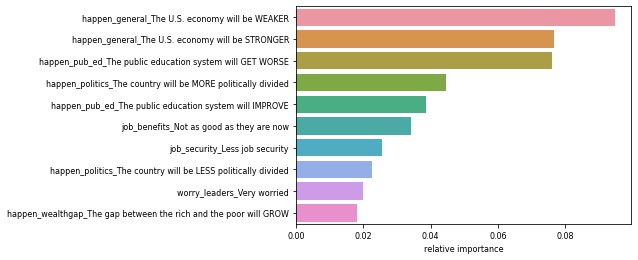 happen_general_The U.S. economy will be WEAKER
happen_general_The U.S. economy will be STRONGER
happen_pub_ed_The public education system will GET WORSE
happen_politics_The country will be MORE politically divided
happen_pub_ed_The public education system will IMPROVE
job_benefits_Not as good as they are now
job_security_Less job security
happen_politics_The country will be LESS politically divided
worry_leaders_Very worried
happen_wealthgap_The gap between the rich and the poor will GROW
0.00 0.02 0.04 0.06 0.08
relative importance